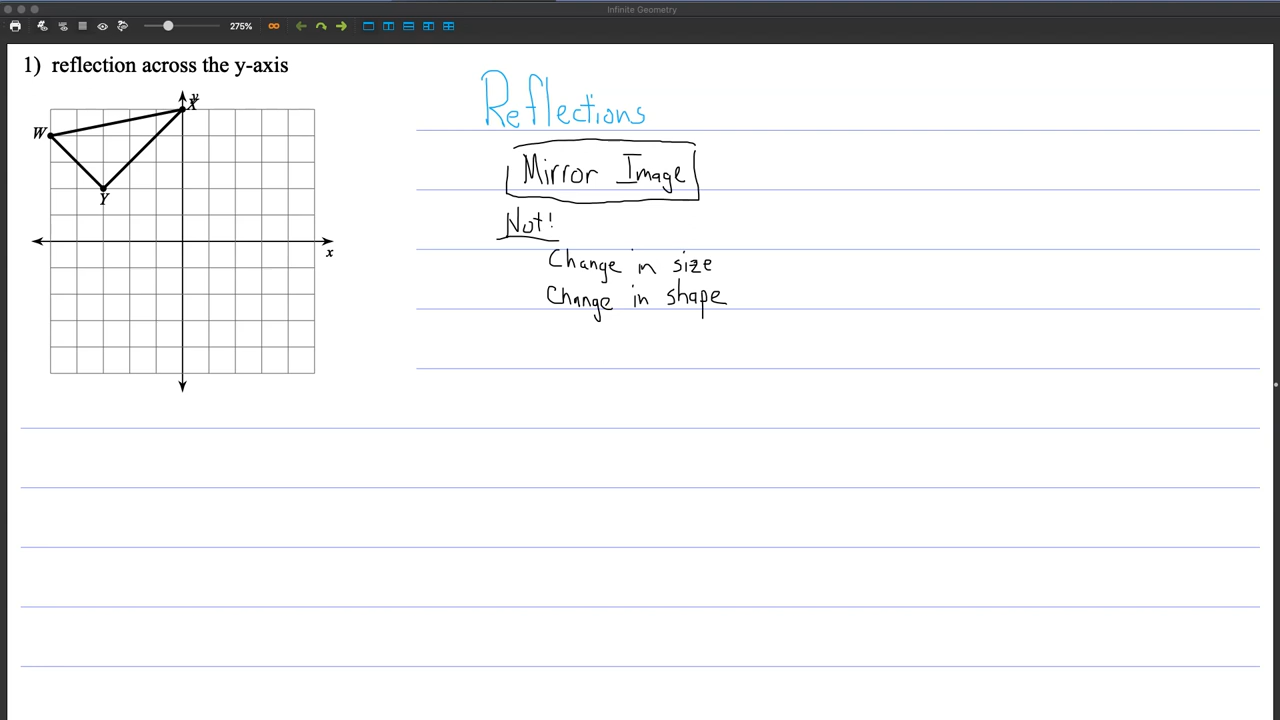 Infinite Geometry
275%
1) reflection across the y-axis
Reflections
Mirror Image
Not!
Change in size
Change in shape
y
X
W
Y
x